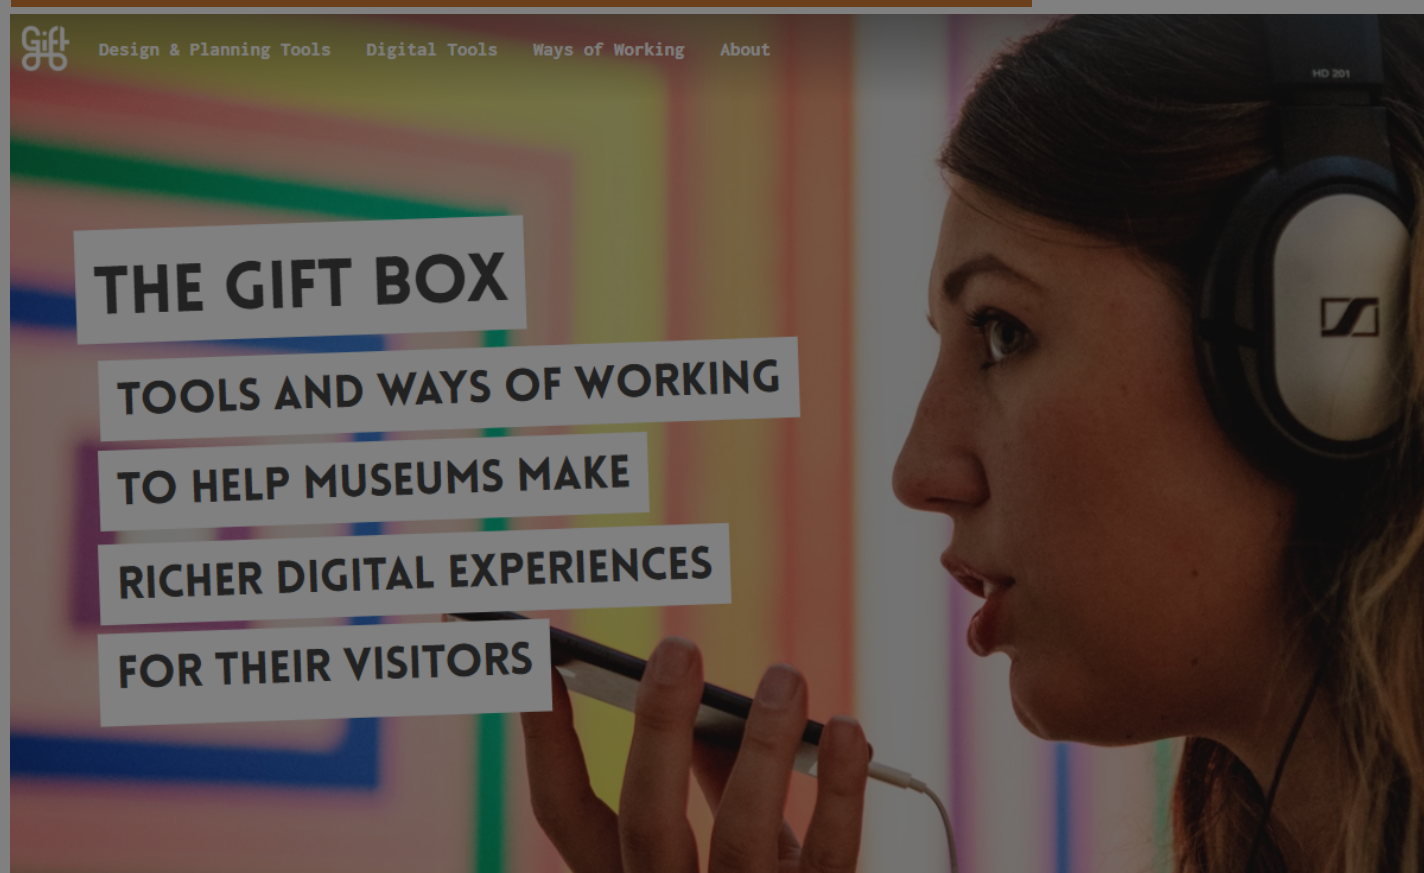 Gift
Design & Planning Tools Digital Tools Ways of Working About
HD 201
THE GIFT BOX
TOOLS AND WAYS OF WORKING
TO HELP MUSEUMS MAKE
RICHER DIGITAL EXPERIENCES
FOR THEIR VISITORS